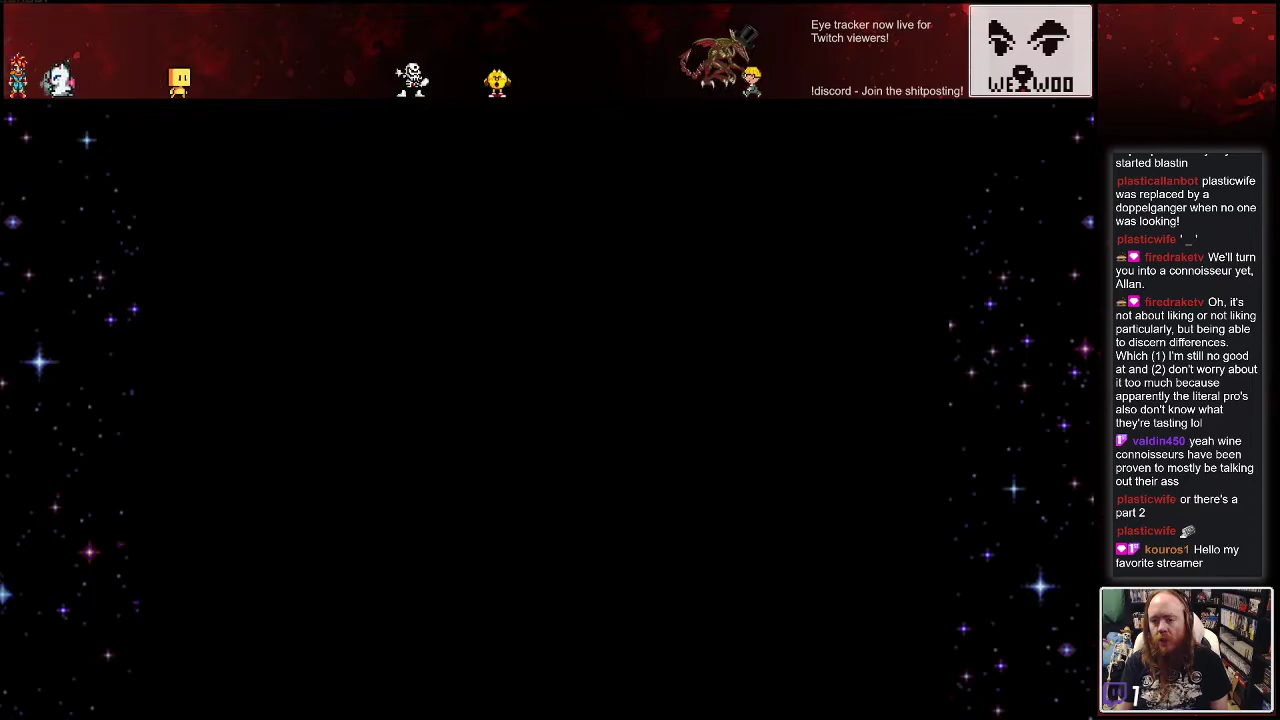 Eye tracker now live for
Twitch viewers!
!discord - Join the shitposting!
WE WOO
started blastin
plasticallanbot plasticwife
was replaced by a
doppelganger when no one
was looking!
plasticwife ' _ '
firedraketv We'll turn
you into a connoisseur yet,
Allan.
firedraketv Oh, it's
not about liking or not liking
particularly, but being able
to discern differences.
Which (1) I'm still no good
at and (2) don't worry about
it too much because
apparently the literal pro's
also don't know what
they're tasting lol
valdin450 yeah wine
connoisseurs have been
proven to mostly be talking
out their ass
plasticwife or there's a
part 2
plasticwife
kouros1 Hello my
favorite streamer
1